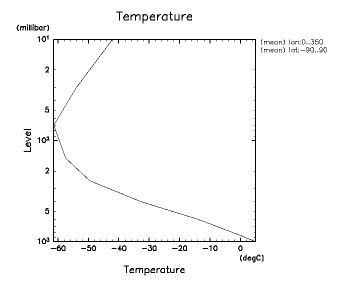 Temperature
(millibar)
(mean) lon:0..350
(mean) lat:-90..90
10¹
2
5
10²
2
5
10³
Level
-60 -50 -40 -30 -20 -10 0
(degC)
Temperature